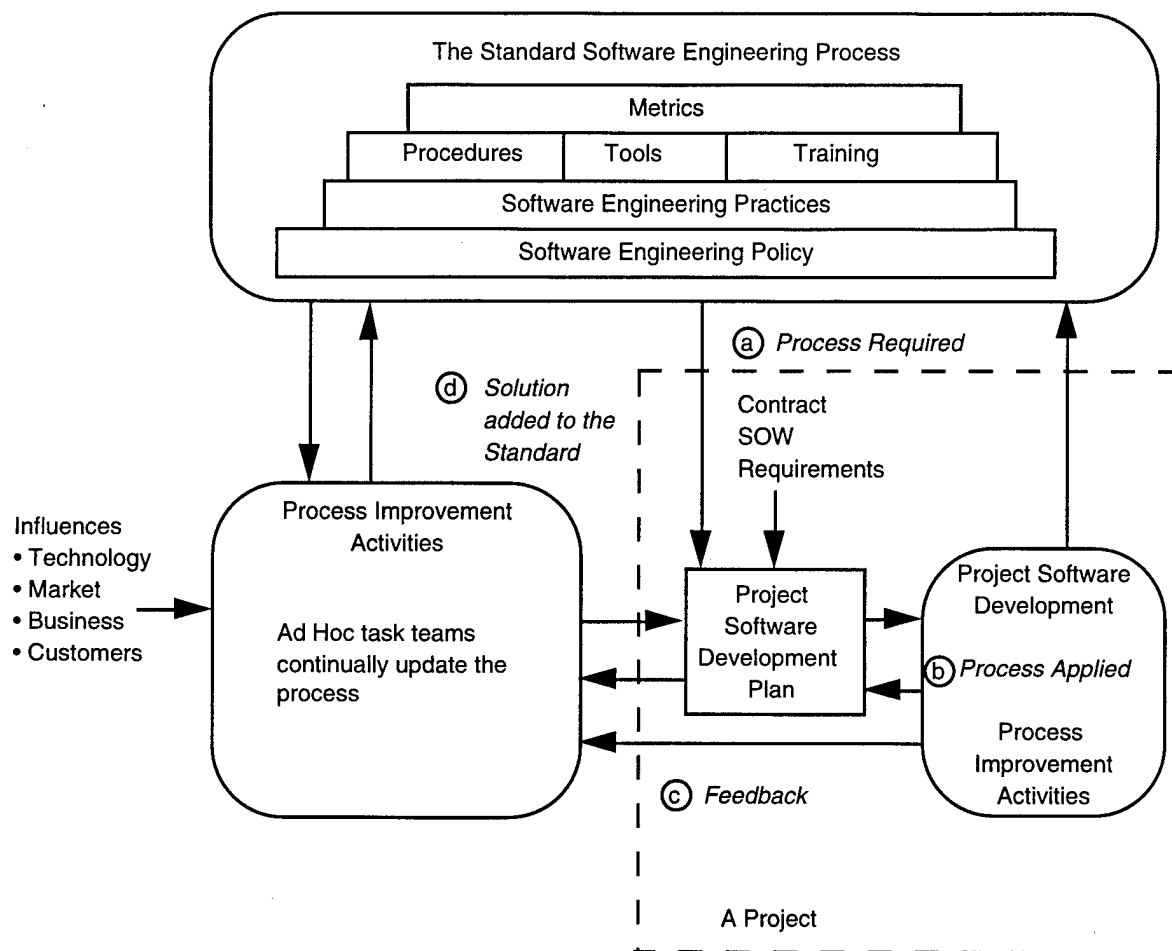 The Standard Software Engineering Process
Metrics
Procedures
Tools
Training
Software Engineering Practices
Software Engineering Policy
ⓐ Process Required
ⓓ Solution
added to the
Standard
Contract
SOW
Requirements
Influences
• Technology
• Market
• Business
• Customers
Process Improvement
Activities
Ad Hoc task teams
continually update the
process
Project
Software
Development
Plan
Project Software
Development
ⓑ Process Applied
Process
Improvement
Activities
ⓒ Feedback
A Project